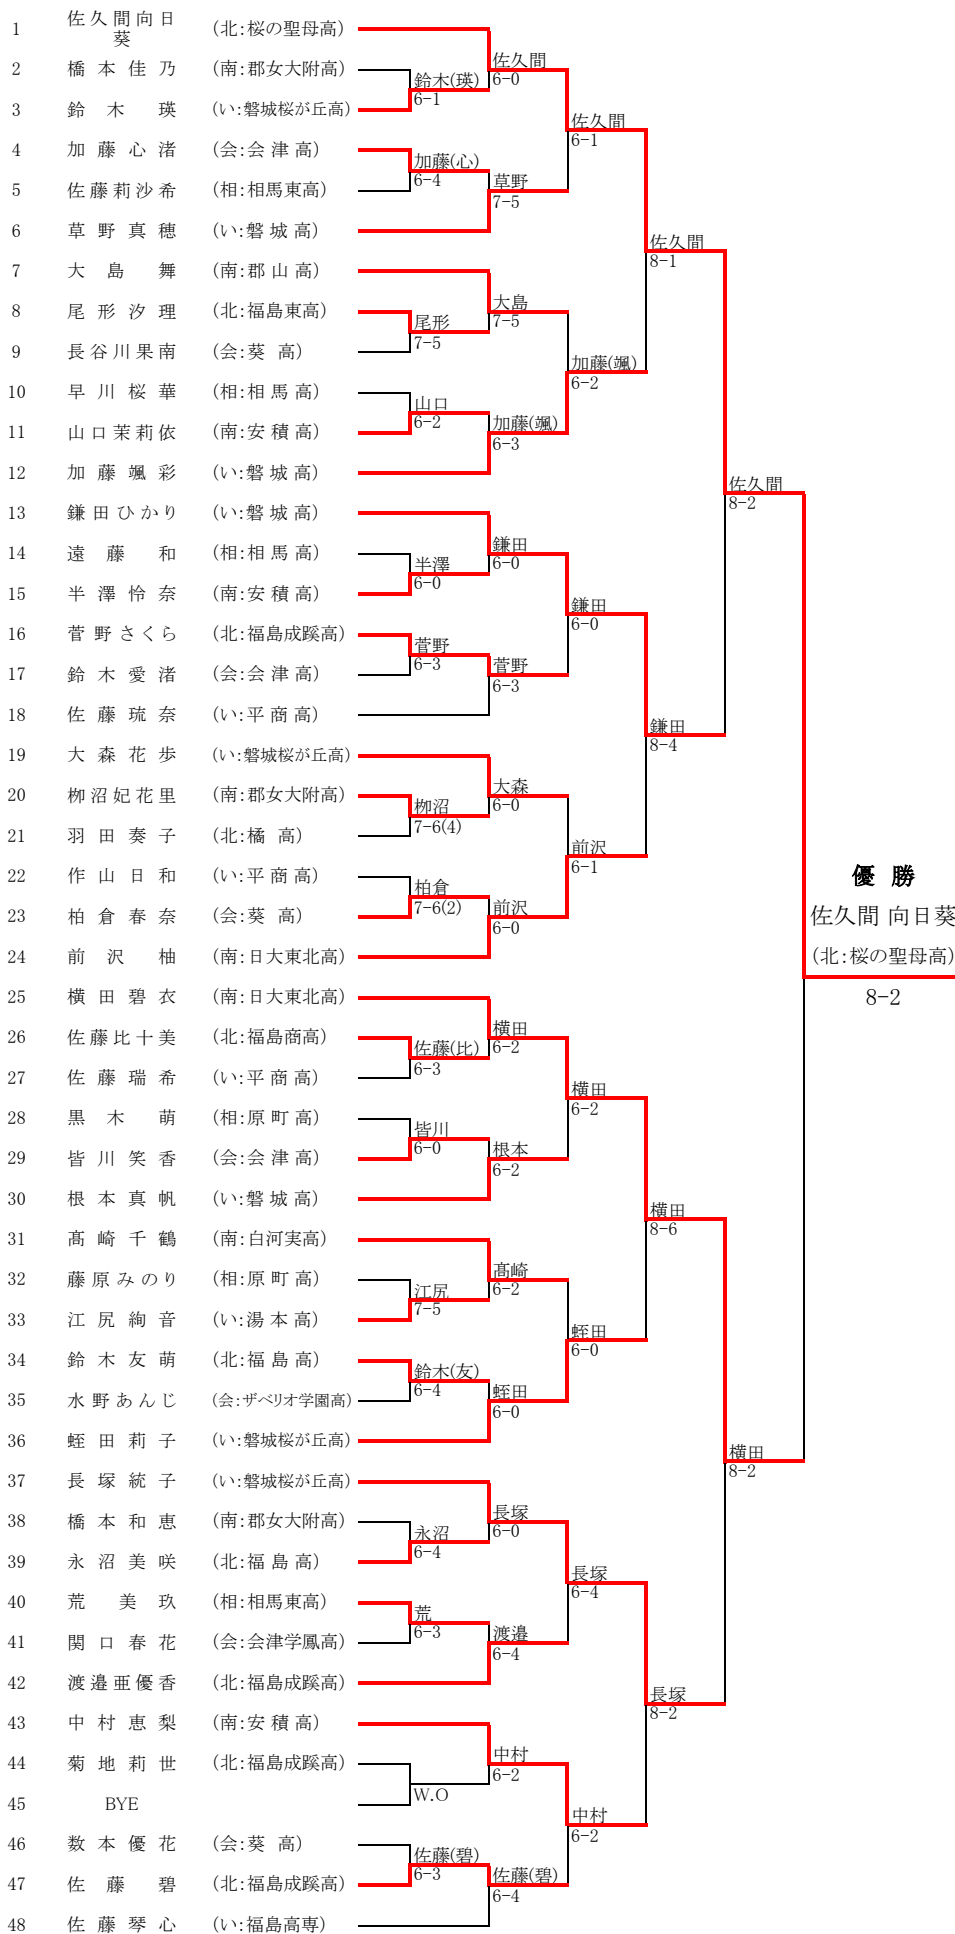 1 佐久間向日葵 (北:桜の聖母高)
佐久間
6-0
2 橋本佳乃 (南:郡女大附高)
鈴木(瑛)
6-1
3 鈴木瑛 (い:磐城桜が丘高)
佐久間
6-1
4 加藤心渚 (会:会津高)
加藤(心)
6-4
5 佐藤莉沙希 (相:相馬東高)
草野
7-5
6 草野真穂 (い:磐城高)
佐久間
8-1
7 大島舞 (南:郡山高)
大島
7-5
8 尾形汐理 (北:福島東高)
尾形
7-5
9 長谷川果南 (会:葵高)
加藤(颯)
6-2
10 早川桜華 (相:相馬高)
山口
6-2
11 山口茉莉依 (南:安積高)
加藤(颯)
6-3
12 加藤颯彩 (い:磐城高)
佐久間
8-2
13 鎌田ひかり (い:磐城高)
鎌田
6-0
14 遠藤和 (相:相馬高)
半澤
6-0
15 半澤怜奈 (南:安積高)
鎌田
6-0
16 菅野さくら (北:福島成蹊高)
菅野
6-3
17 鈴木愛渚 (会:会津高)
菅野
6-3
18 佐藤琉奈 (い:平商高)
鎌田
8-4
19 大森花歩 (い:磐城桜が丘高)
大森
6-0
20 栁沼妃花里 (南:郡女大附高)
栁沼
7-6(4)
21 羽田奏子 (北:橘高)
前沢
6-1
22 作山日和 (い:平商高)
柏倉
7-6(2)
23 柏倉春奈 (会:葵高)
前沢
6-0
24 前沢柚 (南:日大東北高)
優勝
佐久間 向日葵
(北:桜の聖母高)
8-2
25 横田碧衣 (南:日大東北高)
横田
6-2
26 佐藤比十美 (北:福島商高)
佐藤(比)
6-3
27 佐藤瑞希 (い:平商高)
横田
6-2
28 黒木萌 (相:原町高)
皆川
6-0
29 皆川笑香 (会:会津高)
根本
6-2
30 根本真帆 (い:磐城高)
横田
8-6
31 髙崎千鶴 (南:白河実高)
髙崎
6-2
32 藤原みのり (相:原町高)
江尻
7-5
33 江尻絢音 (い:湯本高)
蛭田
6-0
34 鈴木友萌 (北:福島高)
鈴木(友)
6-4
35 水野あんじ (会:ザベリオ学園高)
蛭田
6-0
36 蛭田莉子 (い:磐城桜が丘高)
横田
8-2
37 長塚統子 (い:磐城桜が丘高)
長塚
6-0
38 橋本和恵 (南:郡女大附高)
永沼
6-4
39 永沼美咲 (北:福島高)
長塚
6-4
40 荒美玖 (相:相馬東高)
荒
6-3
41 関口春花 (会:会津学鳳高)
渡邉
6-4
42 渡邉亜優香 (北:福島成蹊高)
長塚
8-2
43 中村恵梨 (南:安積高)
中村
6-2
44 菊地莉世 (北:福島成蹊高)
W.O
45 BYE
中村
6-2
46 数本優花 (会:葵高)
佐藤(碧)
6-3
47 佐藤碧 (北:福島成蹊高)
佐藤(碧)
6-4
48 佐藤琴心 (い:福島高専)